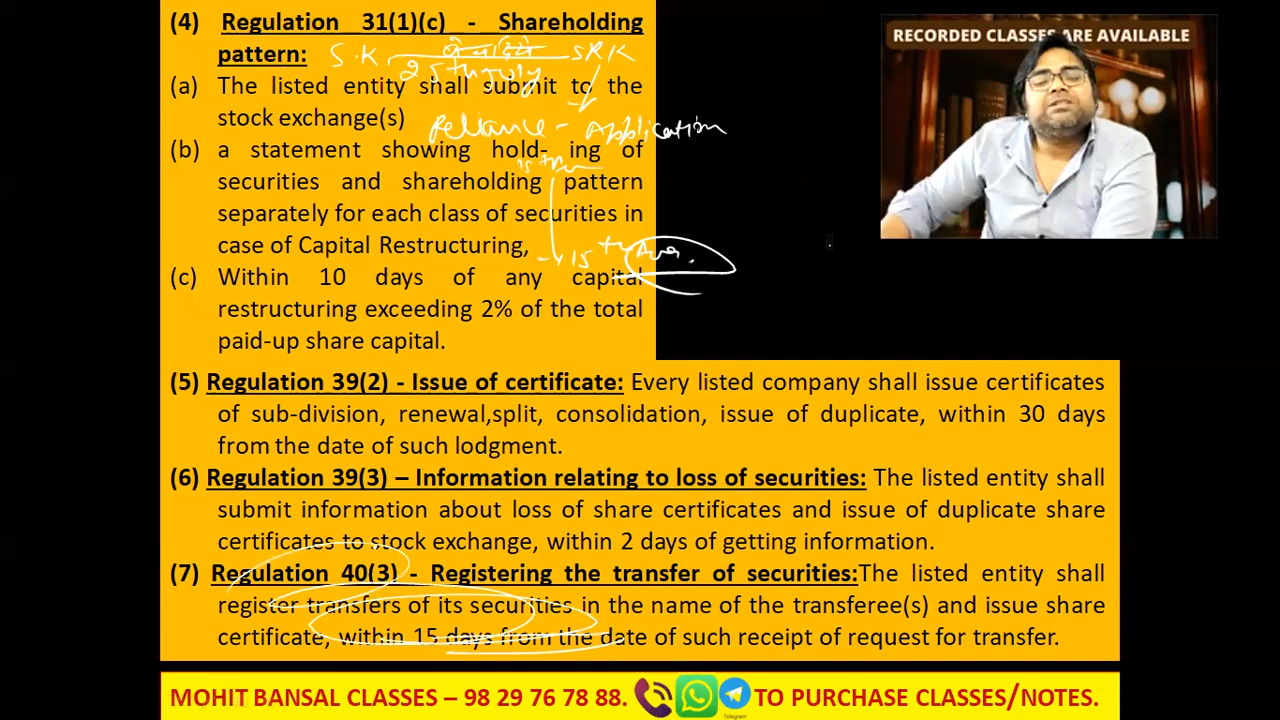 (4) Regulation 31(1)(c) - Shareholding
pattern:
S.K SRK
25th July
(a) The listed entity shall submit to the
stock exchange(s)
Reliance - Application
(b) a statement showing hold- ing of
securities and shareholding pattern
separately for each class of securities in
case of Capital Restructuring,
15th Aug.
(c) Within 10 days of any capital
restructuring exceeding 2% of the total
paid-up share capital.
RECORDED CLASSES ARE AVAILABLE
(5) Regulation 39(2) - Issue of certificate: Every listed company shall issue certificates
of sub-division, renewal,split, consolidation, issue of duplicate, within 30 days
from the date of such lodgment.
(6) Regulation 39(3) – Information relating to loss of securities: The listed entity shall
submit information about loss of share certificates and issue of duplicate share
certificates to stock exchange, within 2 days of getting information.
(7) Regulation 40(3) - Registering the transfer of securities:The listed entity shall
register transfers of its securities in the name of the transferee(s) and issue share
certificate, within 15 days from the date of such receipt of request for transfer.
MOHIT BANSAL CLASSES – 98 29 76 78 88. TO PURCHASE CLASSES/NOTES.
Telegram